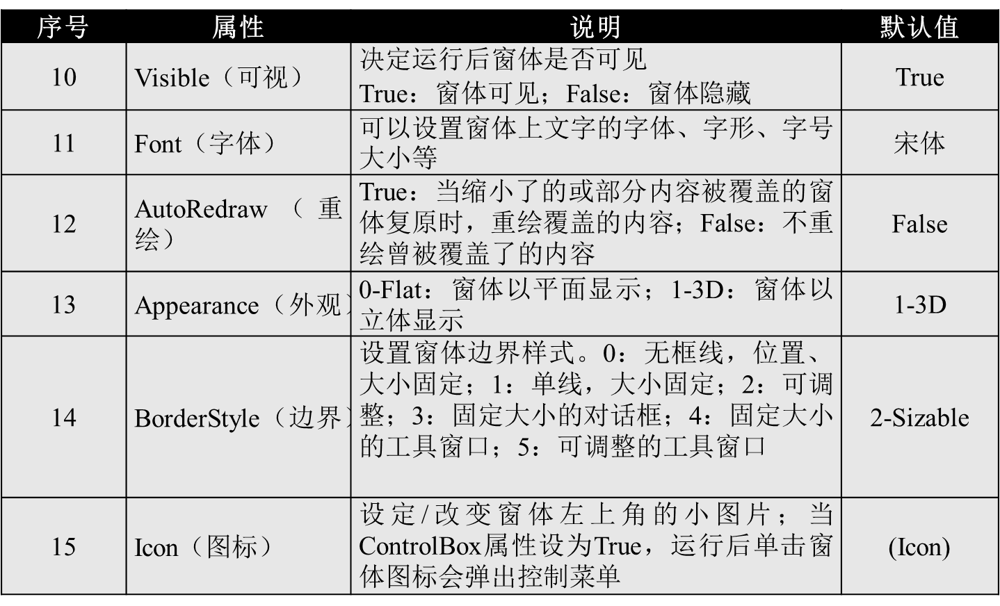 序号 属性 说明 默认值
10 Visible（可视） 决定运行后窗体是否可见 True
True：窗体可见；False：窗体隐藏
11 Font（字体） 可以设置窗体上文字的字体、字形、字号 宋体
大小等
12 AutoRedraw（重 True：当缩小了的或部分内容被覆盖的窗 False
绘） 体复原时，重绘覆盖的内容；False：不重
绘曾被覆盖了的内容
13 Appearance（外观） 0-Flat：窗体以平面显示；1-3D：窗体以 1-3D
立体显示
14 BorderStyle（边界） 设置窗体边界样式。0：无框线，位置、 2-Sizable
大小固定；1：单线，大小固定；2：可调
整；3：固定大小的对话框；4：固定大小
的工具窗口；5：可调整的工具窗口
15 Icon（图标） 设定/改变窗体左上角的小图片；当 (Icon)
ControlBox属性设为True，运行后单击窗
体图标会弹出控制菜单